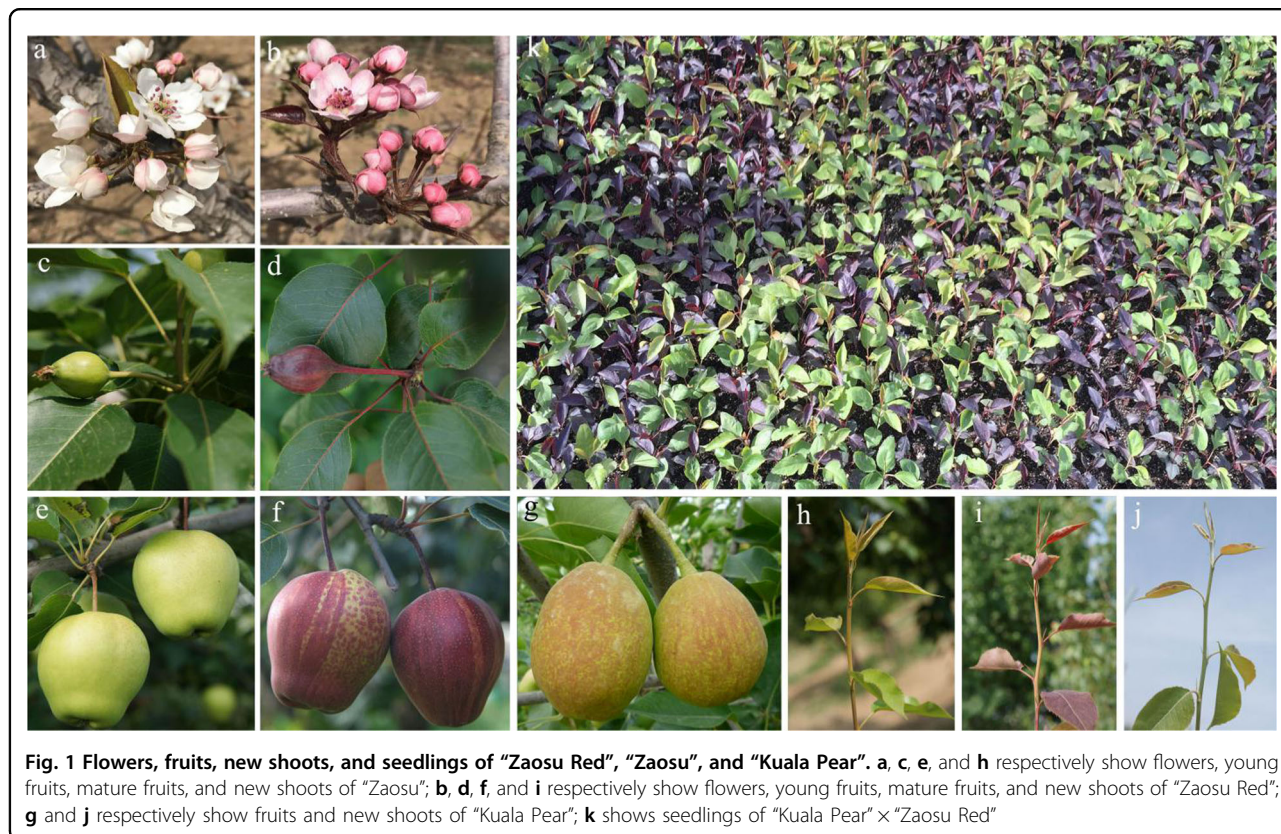 a
b
k
c
d
e
f
g
h
i
j
Fig. 1 Flowers, fruits, new shoots, and seedlings of “Zaosu Red”, “Zaosu”, and “Kuala Pear”. a, c, e, and h respectively show flowers, young
fruits, mature fruits, and new shoots of “Zaosu”; b, d, f, and i respectively show flowers, young fruits, mature fruits, and new shoots of “Zaosu Red”;
g and j respectively show fruits and new shoots of “Kuala Pear”; k shows seedlings of “Kuala Pear” × “Zaosu Red”